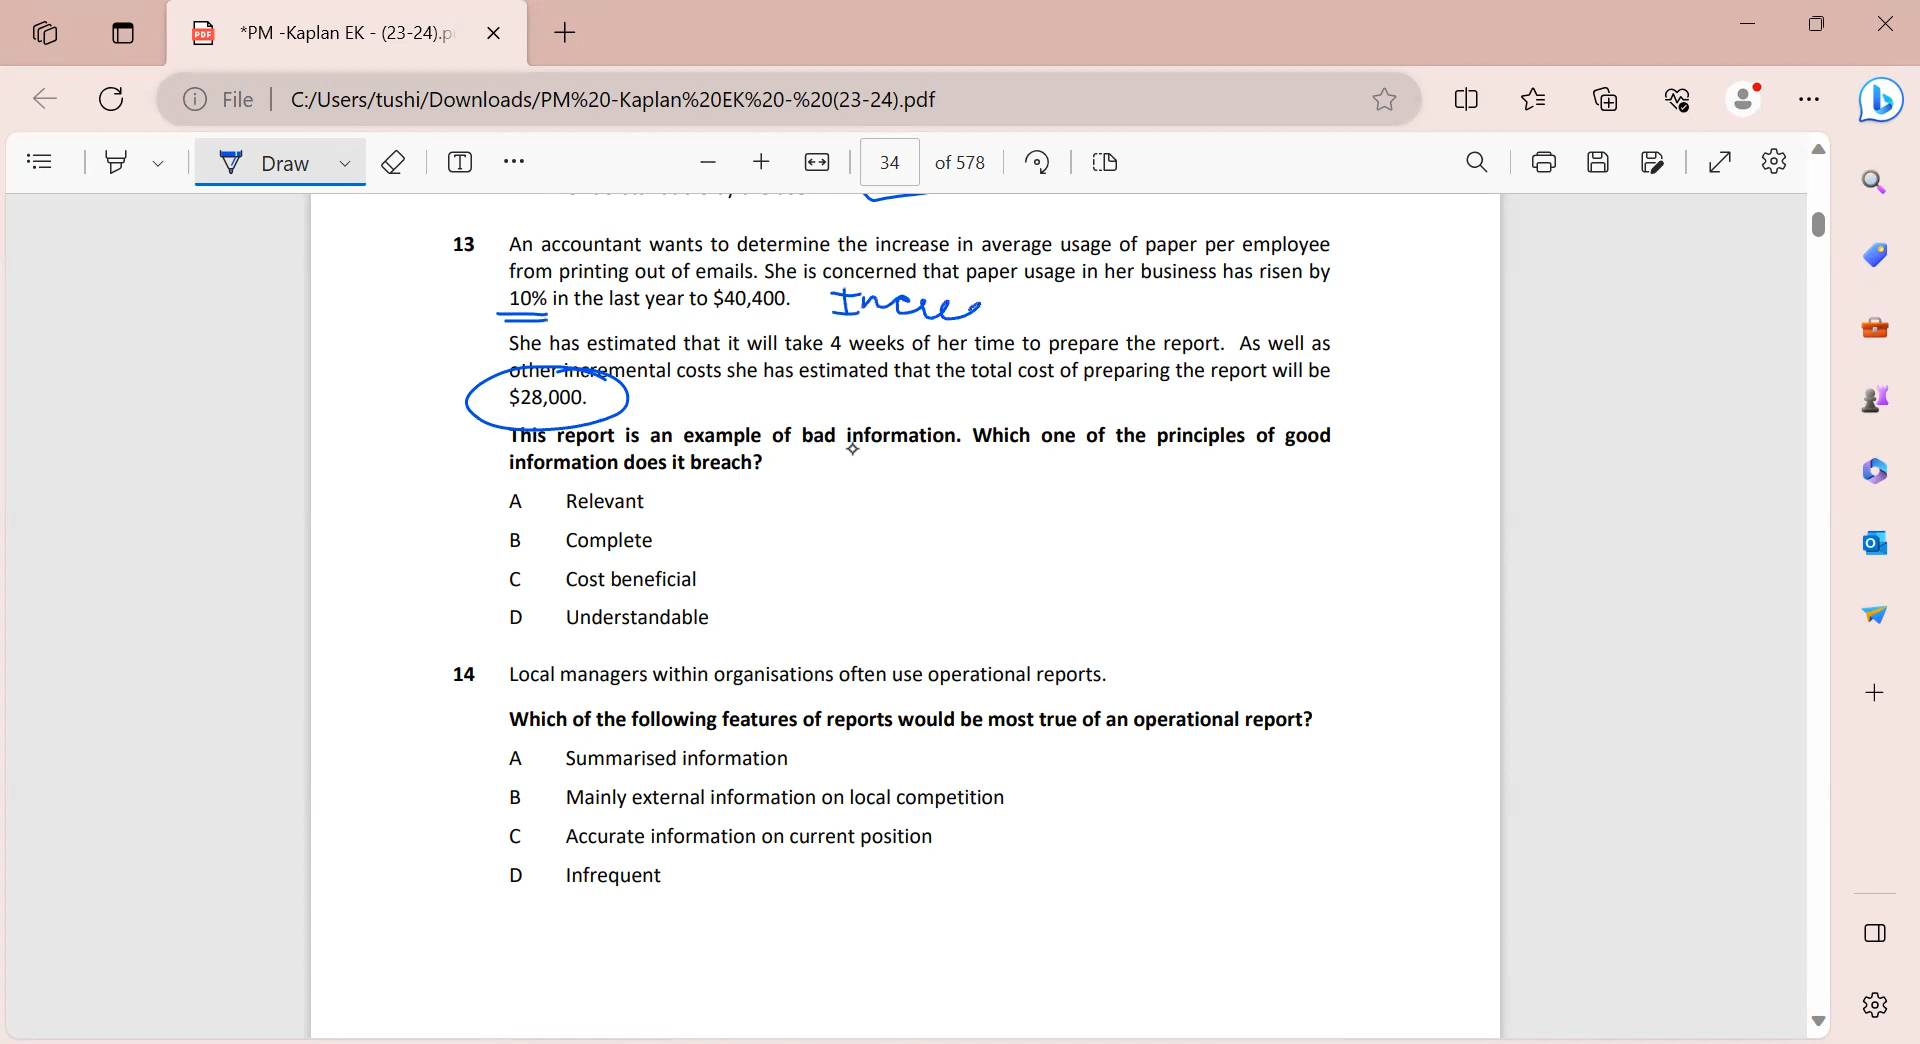 *PM -Kaplan EK - (23-24).p
File
C:/Users/tushi/Downloads/PM%20-Kaplan%20EK%20-%20(23-24).pdf
Draw
34 of 578
13 An accountant wants to determine the increase in average usage of paper per employee
from printing out of emails. She is concerned that paper usage in her business has risen by
10% in the last year to $40,400. Incre
She has estimated that it will take 4 weeks of her time to prepare the report. As well as
other incremental costs she has estimated that the total cost of preparing the report will be
$28,000.
This report is an example of bad information. Which one of the principles of good
information does it breach?
A Relevant
B Complete
C Cost beneficial
D Understandable
14 Local managers within organisations often use operational reports.
Which of the following features of reports would be most true of an operational report?
A Summarised information
B Mainly external information on local competition
C Accurate information on current position
D Infrequent